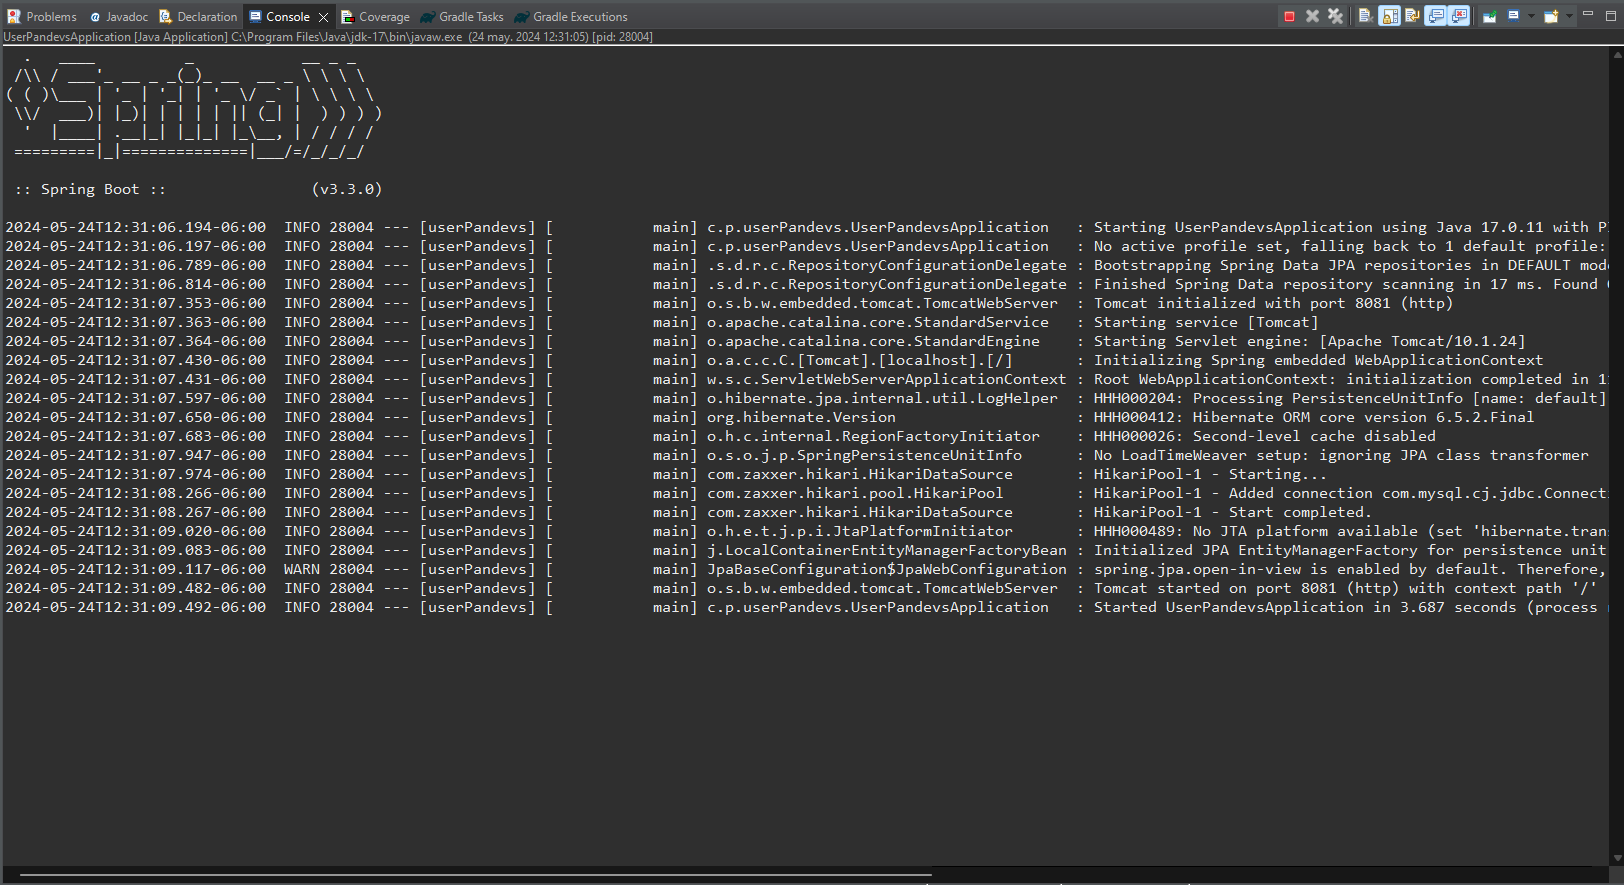 Problems Javadoc Declaration Console Coverage Gradle Tasks Gradle Executions
UserPandevsApplication [Java Application] C:\Program Files\Java\jdk-17\bin\javaw.exe (24 may. 2024 12:31:05) [pid: 28004]
Spring
:: Spring Boot :: (v3.3.0)
2024-05-24T12:31:06.194-06:00 INFO 28004 --- [userPandevs] [ main] c.p.userPandevs.UserPandevsApplication : Starting UserPandevsApplication using Java 17.0.11 with
2024-05-24T12:31:06.197-06:00 INFO 28004 --- [userPandevs] [ main] c.p.userPandevs.UserPandevsApplication : No active profile set, falling back to 1 default profile:
2024-05-24T12:31:06.789-06:00 INFO 28004 --- [userPandevs] [ main] .s.d.r.c.RepositoryConfigurationDelegate : Bootstrapping Spring Data JPA repositories in DEFAULT mod
2024-05-24T12:31:06.814-06:00 INFO 28004 --- [userPandevs] [ main] .s.d.r.c.RepositoryConfigurationDelegate : Finished Spring Data repository scanning in 17 ms. Found
2024-05-24T12:31:07.353-06:00 INFO 28004 --- [userPandevs] [ main] o.s.b.w.embedded.tomcat.TomcatWebServer : Tomcat initialized with port 8081 (http)
2024-05-24T12:31:07.363-06:00 INFO 28004 --- [userPandevs] [ main] o.apache.catalina.core.StandardService : Starting service [Tomcat]
2024-05-24T12:31:07.364-06:00 INFO 28004 --- [userPandevs] [ main] o.apache.catalina.core.StandardEngine : Starting Servlet engine: [Apache Tomcat/10.1.24]
2024-05-24T12:31:07.430-06:00 INFO 28004 --- [userPandevs] [ main] o.a.c.c.C.[Tomcat].[localhost].[/] : Initializing Spring embedded WebApplicationContext
2024-05-24T12:31:07.431-06:00 INFO 28004 --- [userPandevs] [ main] w.s.c.ServletWebServerApplicationContext : Root WebApplicationContext: initialization completed in 1
2024-05-24T12:31:07.597-06:00 INFO 28004 --- [userPandevs] [ main] o.hibernate.jpa.internal.util.LogHelper : HHH000204: Processing PersistenceUnitInfo [name: default]
2024-05-24T12:31:07.650-06:00 INFO 28004 --- [userPandevs] [ main] org.hibernate.Version : HHH000412: Hibernate ORM core version 6.5.2.Final
2024-05-24T12:31:07.683-06:00 INFO 28004 --- [userPandevs] [ main] o.h.c.internal.RegionFactoryInitiator : HHH000026: Second-level cache disabled
2024-05-24T12:31:07.947-06:00 INFO 28004 --- [userPandevs] [ main] o.s.o.j.p.SpringPersistenceUnitInfo : No LoadTimeWeaver setup: ignoring JPA class transformer
2024-05-24T12:31:07.974-06:00 INFO 28004 --- [userPandevs] [ main] com.zaxxer.hikari.HikariDataSource : HikariPool-1 - Starting...
2024-05-24T12:31:08.266-06:00 INFO 28004 --- [userPandevs] [ main] com.zaxxer.hikari.pool.HikariPool : HikariPool-1 - Added connection com.mysql.cj.jdbc.Connecti
2024-05-24T12:31:08.267-06:00 INFO 28004 --- [userPandevs] [ main] com.zaxxer.hikari.HikariDataSource : HikariPool-1 - Start completed.
2024-05-24T12:31:09.020-06:00 INFO 28004 --- [userPandevs] [ main] o.h.e.t.j.p.i.JtaPlatformInitiator : HHH000489: No JTA platform available (set 'hibernate.tran
2024-05-24T12:31:09.083-06:00 INFO 28004 --- [userPandevs] [ main] j.LocalContainerEntityManagerFactoryBean : Initialized JPA EntityManagerFactory for persistence unit
2024-05-24T12:31:09.117-06:00 WARN 28004 --- [userPandevs] [ main] JpaBaseConfiguration$JpaWebConfiguration : spring.jpa.open-in-view is enabled by default. Therefore,
2024-05-24T12:31:09.482-06:00 INFO 28004 --- [userPandevs] [ main] o.s.b.w.embedded.tomcat.TomcatWebServer : Tomcat started on port 8081 (http) with context path '/'
2024-05-24T12:31:09.492-06:00 INFO 28004 --- [userPandevs] [ main] c.p.userPandevs.UserPandevsApplication : Started UserPandevsApplication in 3.687 seconds (process